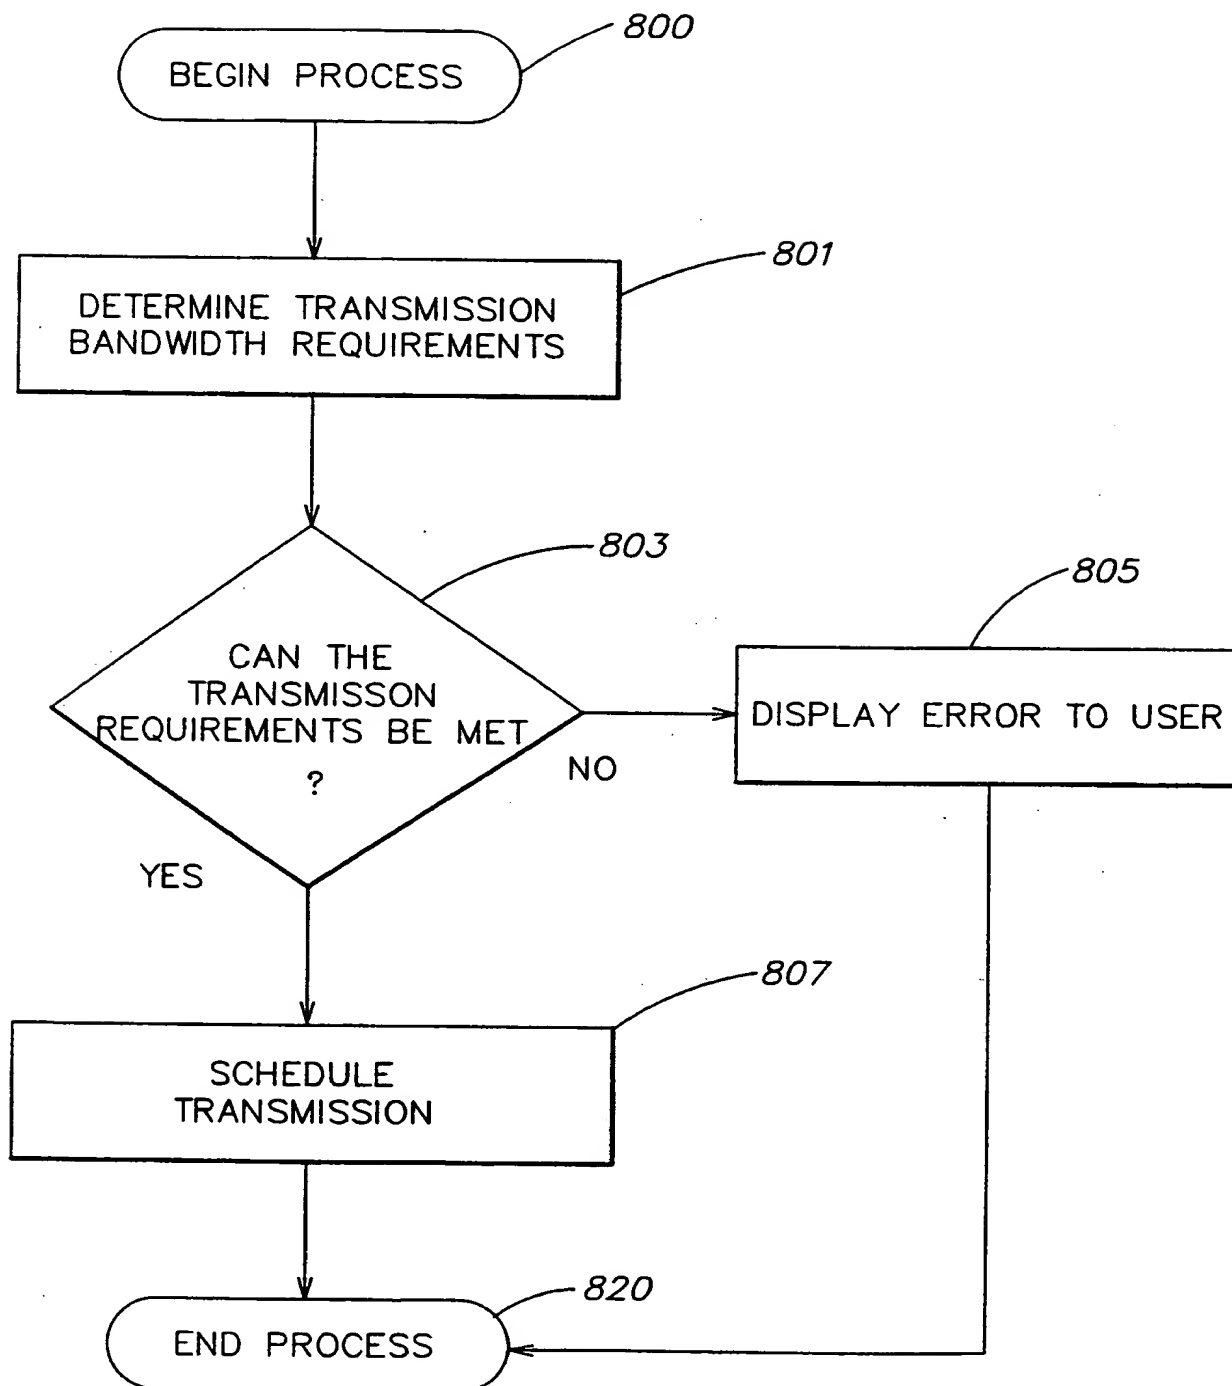 800
BEGIN PROCESS
801
DETERMINE TRANSMISSION
BANDWIDTH REQUIREMENTS
803
805
CAN THE
TRANSMISSON
REQUIREMENTS BE MET
?
DISPLAY ERROR TO USER
NO
YES
807
SCHEDULE
TRANSMISSION
820
END PROCESS